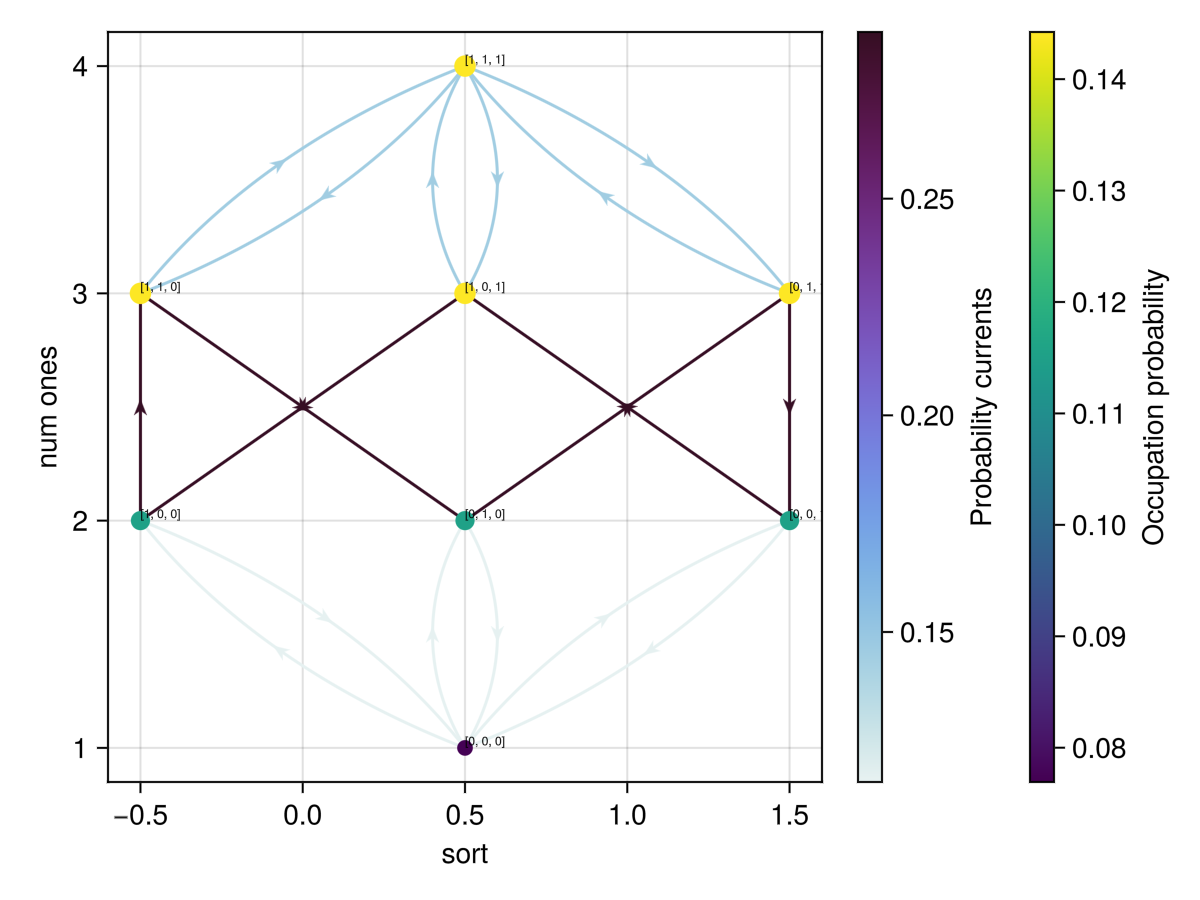 4
3
2
1
num ones
−0.5
0.0
0.5
1.0
1.5
sort
[1, 1, 1]
[1, 1, 0]
[1, 0, 1]
[0, 1,
[1, 0, 0]
[0, 1, 0]
[0, 0,
[0, 0, 0]
0.25
0.20
0.15
Probability currents
0.14
0.13
0.12
0.11
0.10
0.09
0.08
Occupation probability